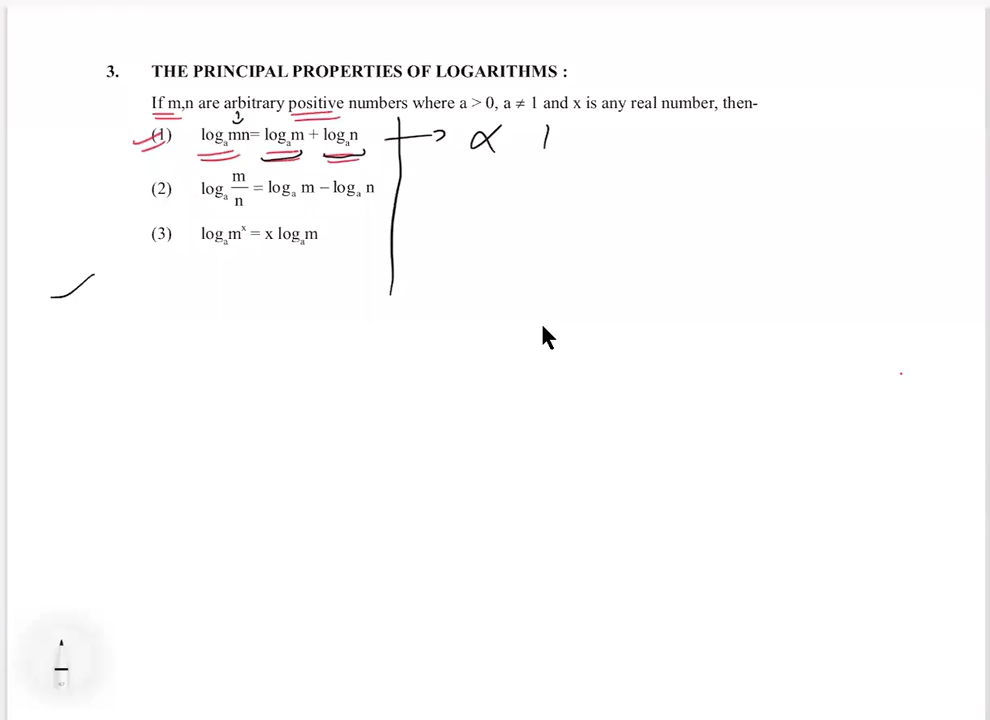 3. THE PRINCIPAL PROPERTIES OF LOGARITHMS :
If m,n are arbitrary positive numbers where a > 0, a ≠ 1 and x is any real number, then-
(1) logₐmn= logₐm + logₐn → α
(2) logₐ m/n = logₐ m − logₐ n
(3) logₐmˣ = x logₐm